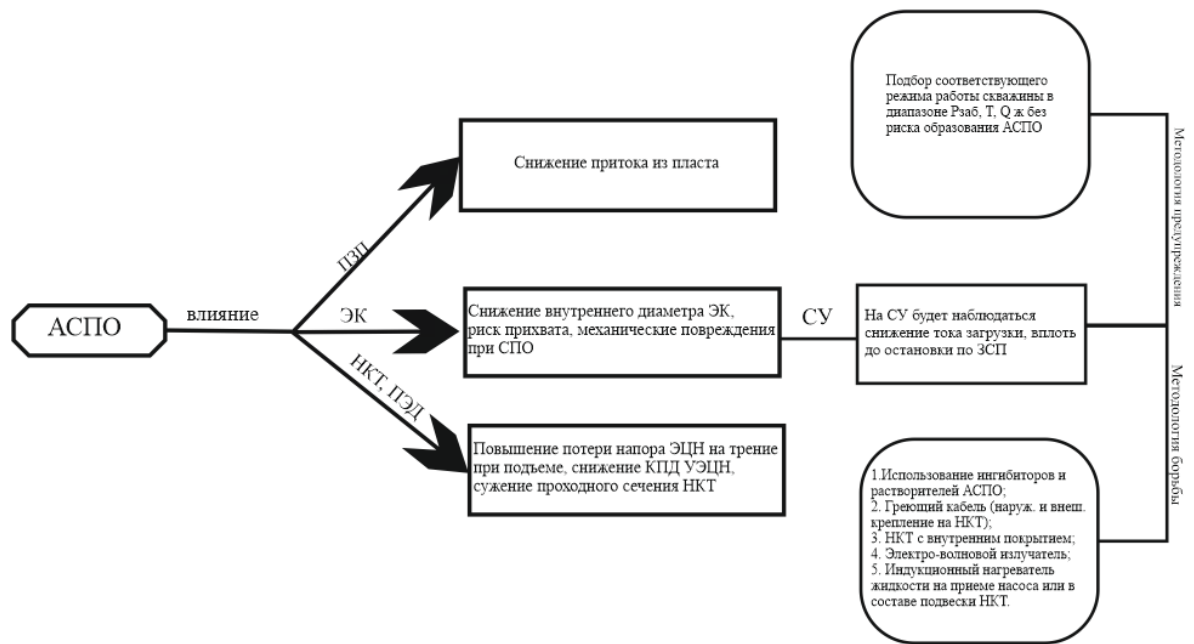 АСПО
влияние
ПЗП
ЭК
НКТ, ПЭД
Снижение притока из пласта
Снижение внутреннего диаметра ЭК,
риск прихвата, механические повреждения
при СПО
Повышение потери напора ЭЦН на трение
при подъеме, снижение КПД УЭЦН,
сужение проходного сечения НКТ
СУ
На СУ будет наблюдаться
снижение тока загрузки, вплоть
до остановки по ЗСП
Подбор соответствующего
режима работы скважины в
диапазоне Рзаб, Т, Q ж без
риска образования АСПО
Методология предупреждения
Методология борьбы
1.Использование ингибиторов и
растворителей АСПО;
2. Греющий кабель (наруж. и внеш.
крепление на НКТ);
3. НКТ с внутренним покрытием;
4. Электро-волновой излучатель;
5. Индукционный нагреватель
жидкости на приеме насоса или в
составе подвески НКТ.